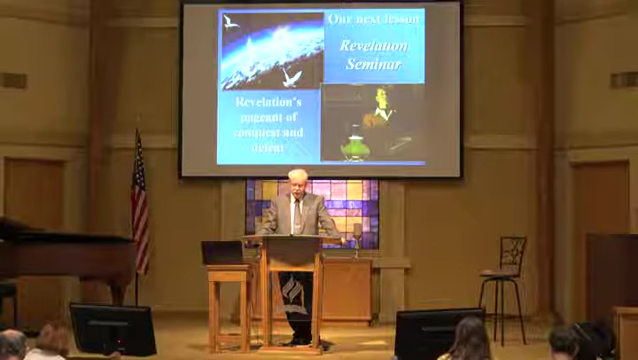 Our next lesson
Revelation
Seminar
Revelation's
pageant of
conquest and
defeat